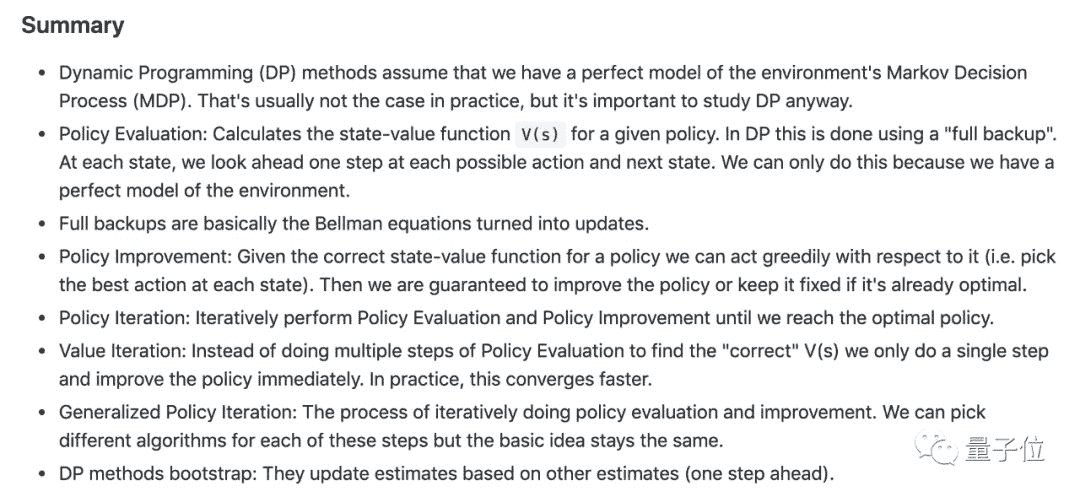 Summary
• Dynamic Programming (DP) methods assume that we have a perfect model of the environment's Markov Decision
Process (MDP). That's usually not the case in practice, but it's important to study DP anyway.
• Policy Evaluation: Calculates the state-value function V(s) for a given policy. In DP this is done using a "full backup".
At each state, we look ahead one step at each possible action and next state. We can only do this because we have a
perfect model of the environment.
• Full backups are basically the Bellman equations turned into updates.
• Policy Improvement: Given the correct state-value function for a policy we can act greedily with respect to it (i.e. pick
the best action at each state). Then we are guaranteed to improve the policy or keep it fixed if it's already optimal.
• Policy Iteration: Iteratively perform Policy Evaluation and Policy Improvement until we reach the optimal policy.
• Value Iteration: Instead of doing multiple steps of Policy Evaluation to find the "correct" V(s) we only do a single step
and improve the policy immediately. In practice, this converges faster.
• Generalized Policy Iteration: The process of iteratively doing policy evaluation and improvement. We can pick
different algorithms for each of these steps but the basic idea stays the same.
量子位
• DP methods bootstrap: They update estimates based on other estimates (one step ahead).